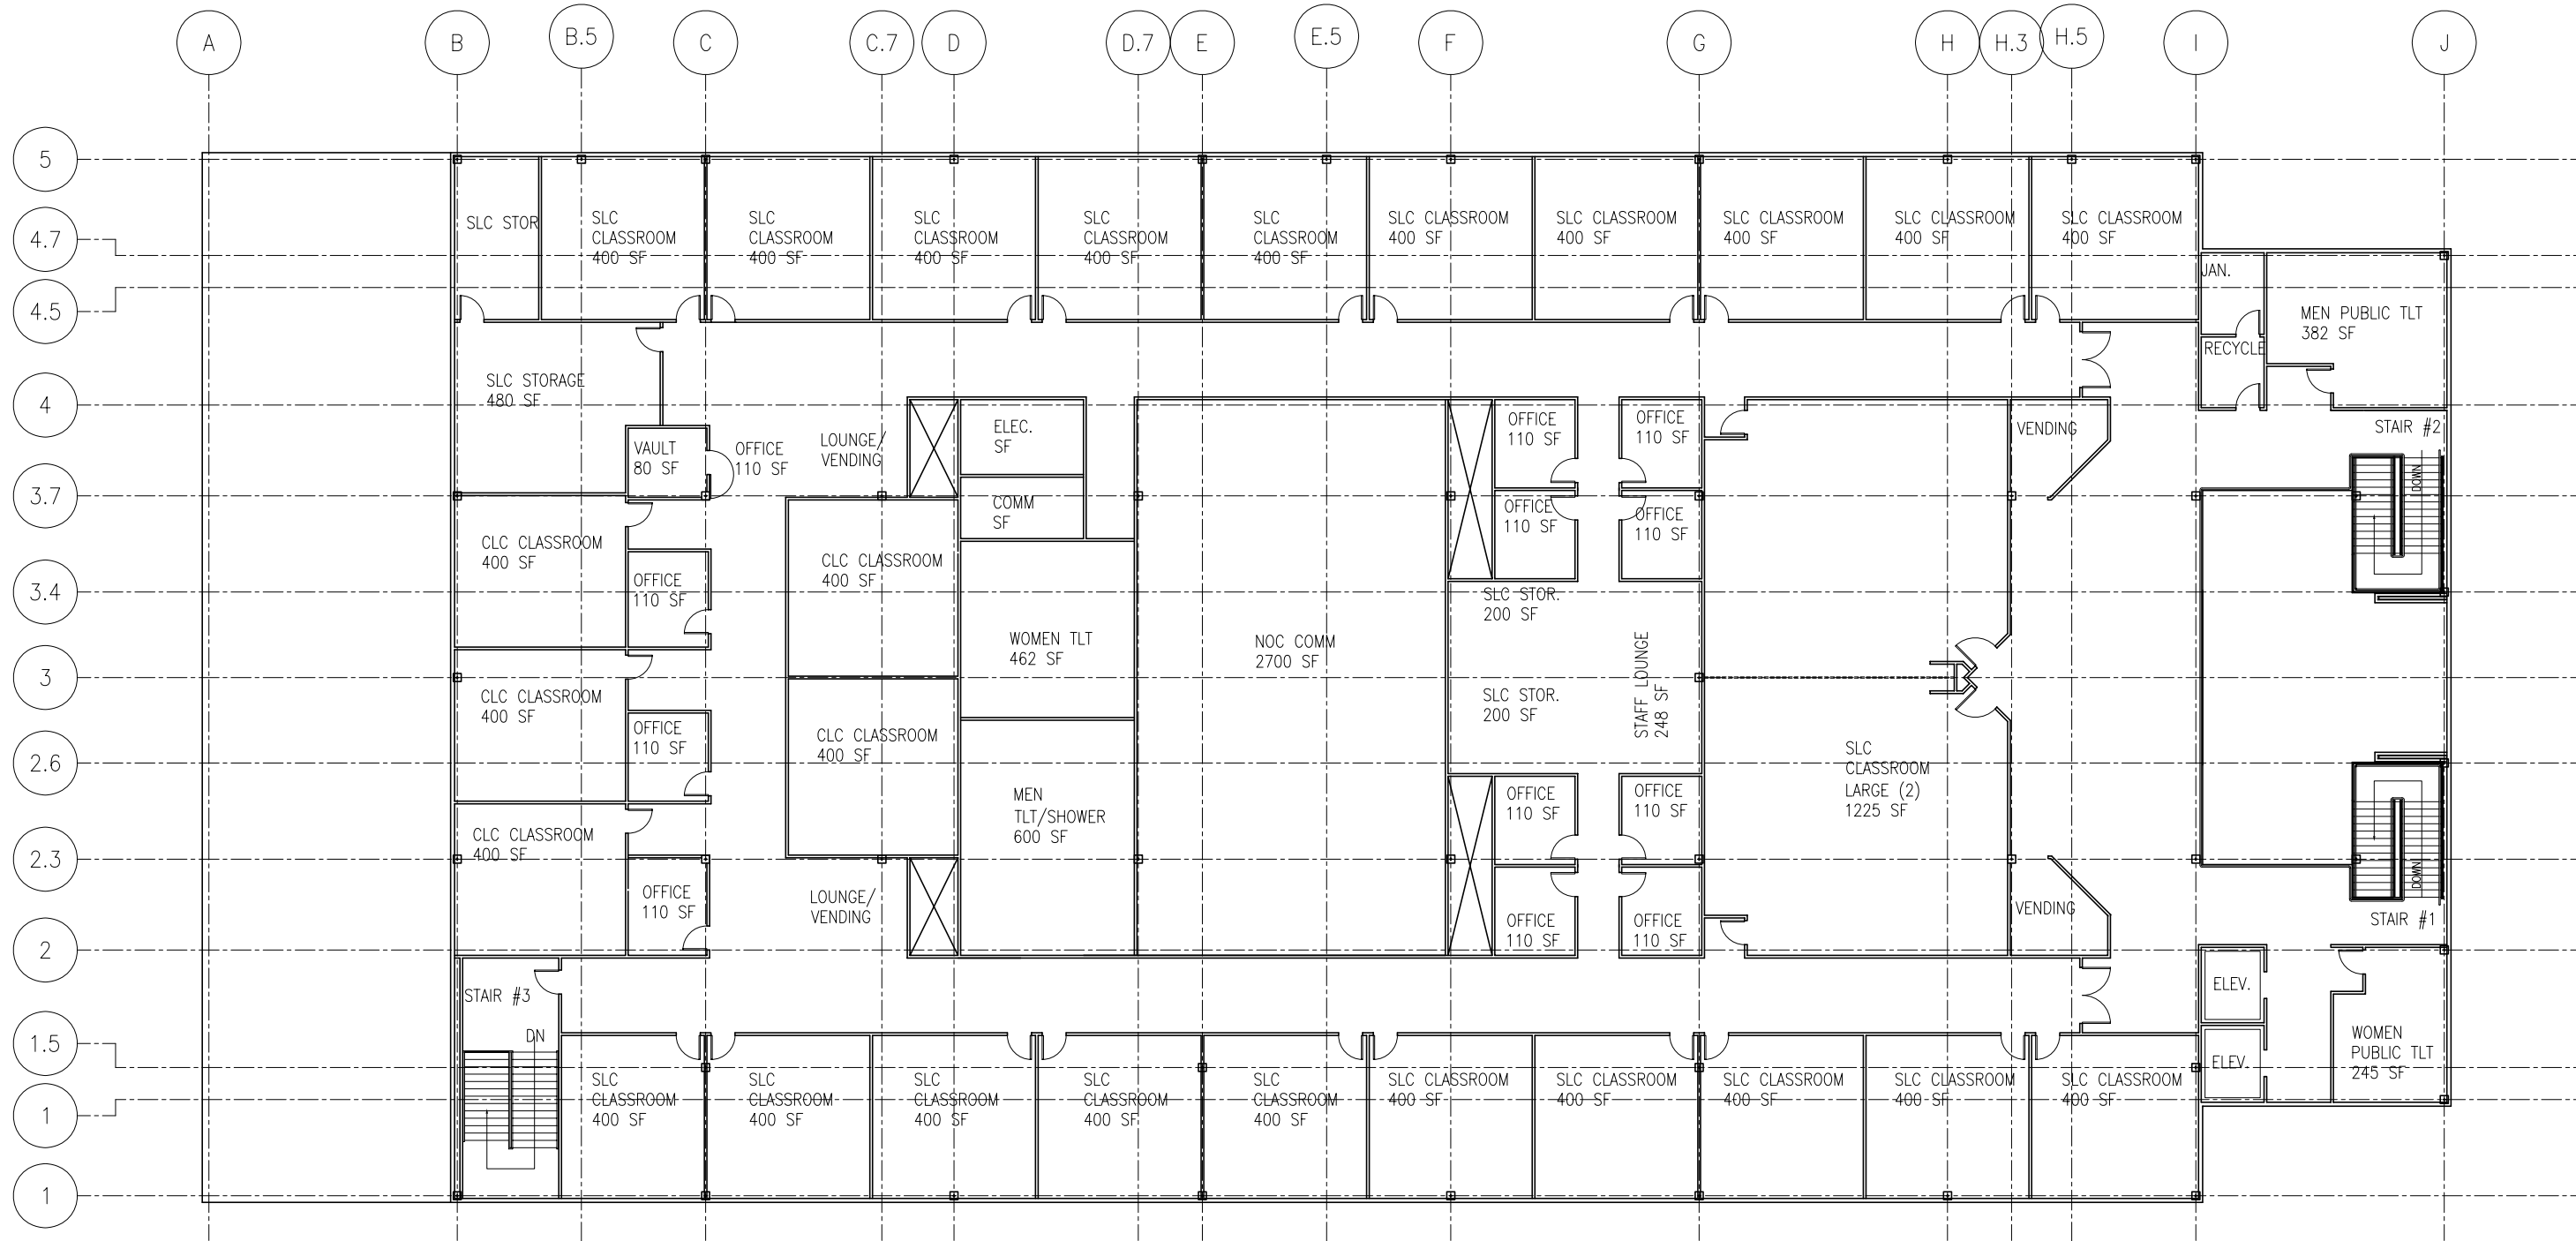 A
B
B.5
C
C.7
D
D.7
E
E.5
F
G
H
H.3
H.5
I
J
5
4.7
4.5
4
3.7
3.4
3
2.6
2.3
2
1.5
1
1
SLC STOR
SLC
CLASSROOM
400 SF
SLC
CLASSROOM
400 SF
SLC
CLASSROOM
400 SF
SLC
CLASSROOM
400 SF
SLC
CLASSROOM
400 SF
SLC CLASSROOM
400 SF
SLC CLASSROOM
400 SF
SLC CLASSROOM
400 SF
SLC CLASSROOM
400 SF
SLC CLASSROOM
400 SF
JAN.
MEN PUBLIC TLT
382 SF
RECYCLE
SLC STORAGE
480 SF
VAULT
80 SF
OFFICE
110 SF
LOUNGE/
VENDING
ELEC.
SF
COMM
SF
OFFICE
110 SF
OFFICE
110 SF
OFFICE
110 SF
OFFICE
110 SF
VENDING
STAIR #2
DOWN
CLC CLASSROOM
400 SF
OFFICE
110 SF
CLC CLASSROOM
400 SF
WOMEN TLT
462 SF
NOC COMM
2700 SF
SLC STOR.
200 SF
SLC STOR.
200 SF
STAFF LOUNGE
248 SF
CLC CLASSROOM
400 SF
OFFICE
110 SF
CLC CLASSROOM
400 SF
MEN
TLT/SHOWER
600 SF
OFFICE
110 SF
OFFICE
110 SF
SLC
CLASSROOM
LARGE (2)
1225 SF
CLC CLASSROOM
400 SF
OFFICE
110 SF
LOUNGE/
VENDING
OFFICE
110 SF
OFFICE
110 SF
VENDING
DOWN
STAIR #1
STAIR #3
DN
ELEV.
ELEV.
WOMEN
PUBLIC TLT
245 SF
SLC
CLASSROOM
400 SF
SLC
CLASSROOM
400 SF
SLC
CLASSROOM
400 SF
SLC
CLASSROOM
400 SF
SLC
CLASSROOM
400 SF
SLC CLASSROOM
400 SF
SLC CLASSROOM
400 SF
SLC CLASSROOM
400 SF
SLC CLASSROOM
400 SF
SLC CLASSROOM
400 SF